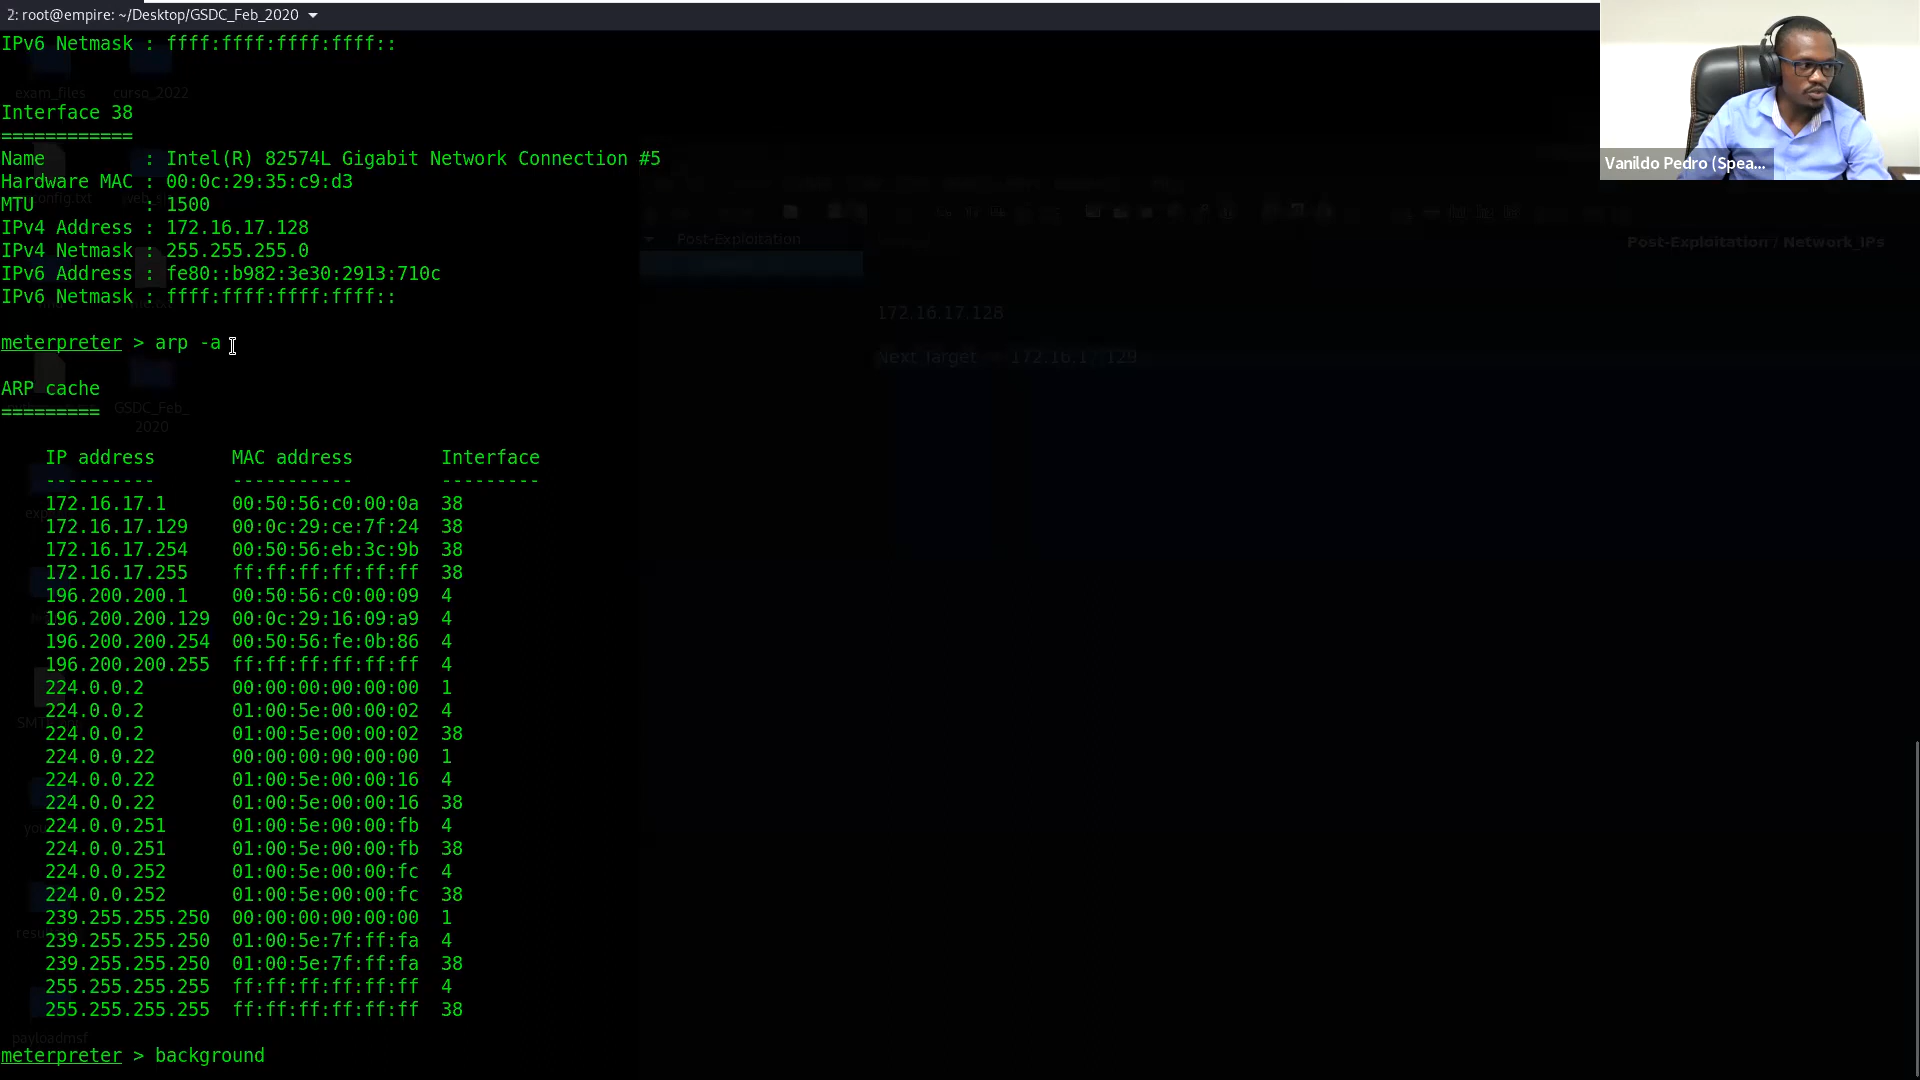 2: root@empire: ~/Desktop/GSDC_Feb_2020
IPv6 Netmask : ffff:ffff:ffff:ffff::
exam_files curso_2022
Interface 38
============
Name         : Intel(R) 82574L Gigabit Network Connection #5
Hardware MAC : 00:0c:29:35:c9:d3
MTU          : 1500
IPv4 Address : 172.16.17.128
IPv4 Netmask : 255.255.255.0
IPv6 Address : fe80::b982:3e30:2913:710c
IPv6 Netmask : ffff:ffff:ffff:ffff::
meterpreter > arp -a
ARP cache
=========
GSDC_Feb_
2020
IP address       MAC address        Interface
----------       -----------        ---------
172.16.17.1      00:50:56:c0:00:0a  38
172.16.17.129    00:0c:29:ce:7f:24  38
172.16.17.254    00:50:56:eb:3c:9b  38
172.16.17.255    ff:ff:ff:ff:ff:ff  38
196.200.200.1    00:50:56:c0:00:09  4
196.200.200.129  00:0c:29:16:09:a9  4
196.200.200.254  00:50:56:fe:0b:86  4
196.200.200.255  ff:ff:ff:ff:ff:ff  4
224.0.0.2        00:00:00:00:00:00  1
224.0.0.2        01:00:5e:00:00:02  4
224.0.0.2        01:00:5e:00:00:02  38
224.0.0.22       00:00:00:00:00:00  1
224.0.0.22       01:00:5e:00:00:16  4
224.0.0.22       01:00:5e:00:00:16  38
224.0.0.251      01:00:5e:00:00:fb  4
224.0.0.251      01:00:5e:00:00:fb  38
224.0.0.252      01:00:5e:00:00:fc  4
224.0.0.252      01:00:5e:00:00:fc  38
239.255.255.250  00:00:00:00:00:00  1
239.255.255.250  01:00:5e:7f:ff:fa  4
239.255.255.250  01:00:5e:7f:ff:fa  38
255.255.255.255  ff:ff:ff:ff:ff:ff  4
255.255.255.255  ff:ff:ff:ff:ff:ff  38
payloadmsf
meterpreter > background
Post-Exploitation
Post-Exploitation / Network_IPs
172.16.17.128
Next Target 172.16.17.129
Vanildo Pedro (Spea...